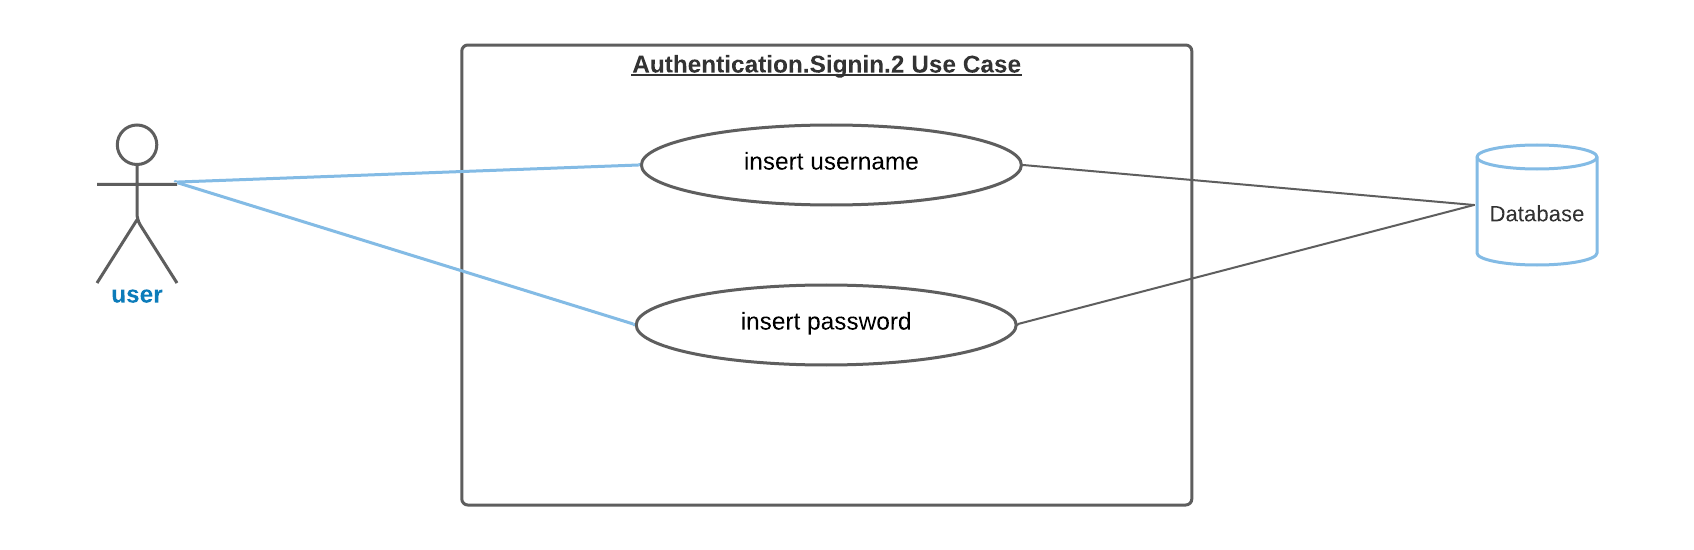 Authentication.Signin.2 Use Case
insert username
Database
user
insert password